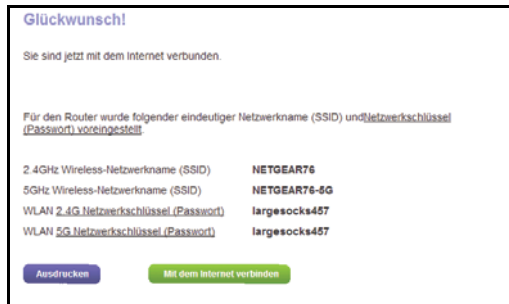 Glückwunsch!
Sie sind jetzt mit dem Internet verbunden.
Für den Router wurde folgender eindeutiger Netzwerkname (SSID) undNetzwerkschlüssel
(Passwort) voreingestellt.
2.4GHz Wireless-Netzwerkname (SSID) NETGEAR76
5GHz Wireless-Netzwerkname (SSID) NETGEAR76-5G
WLAN 2.4G Netzwerkschlüssel (Passwort) largesocks457
WLAN 5G Netzwerkschlüssel (Passwort) largesocks457
Ausdrucken Mit dem Internet verbinden